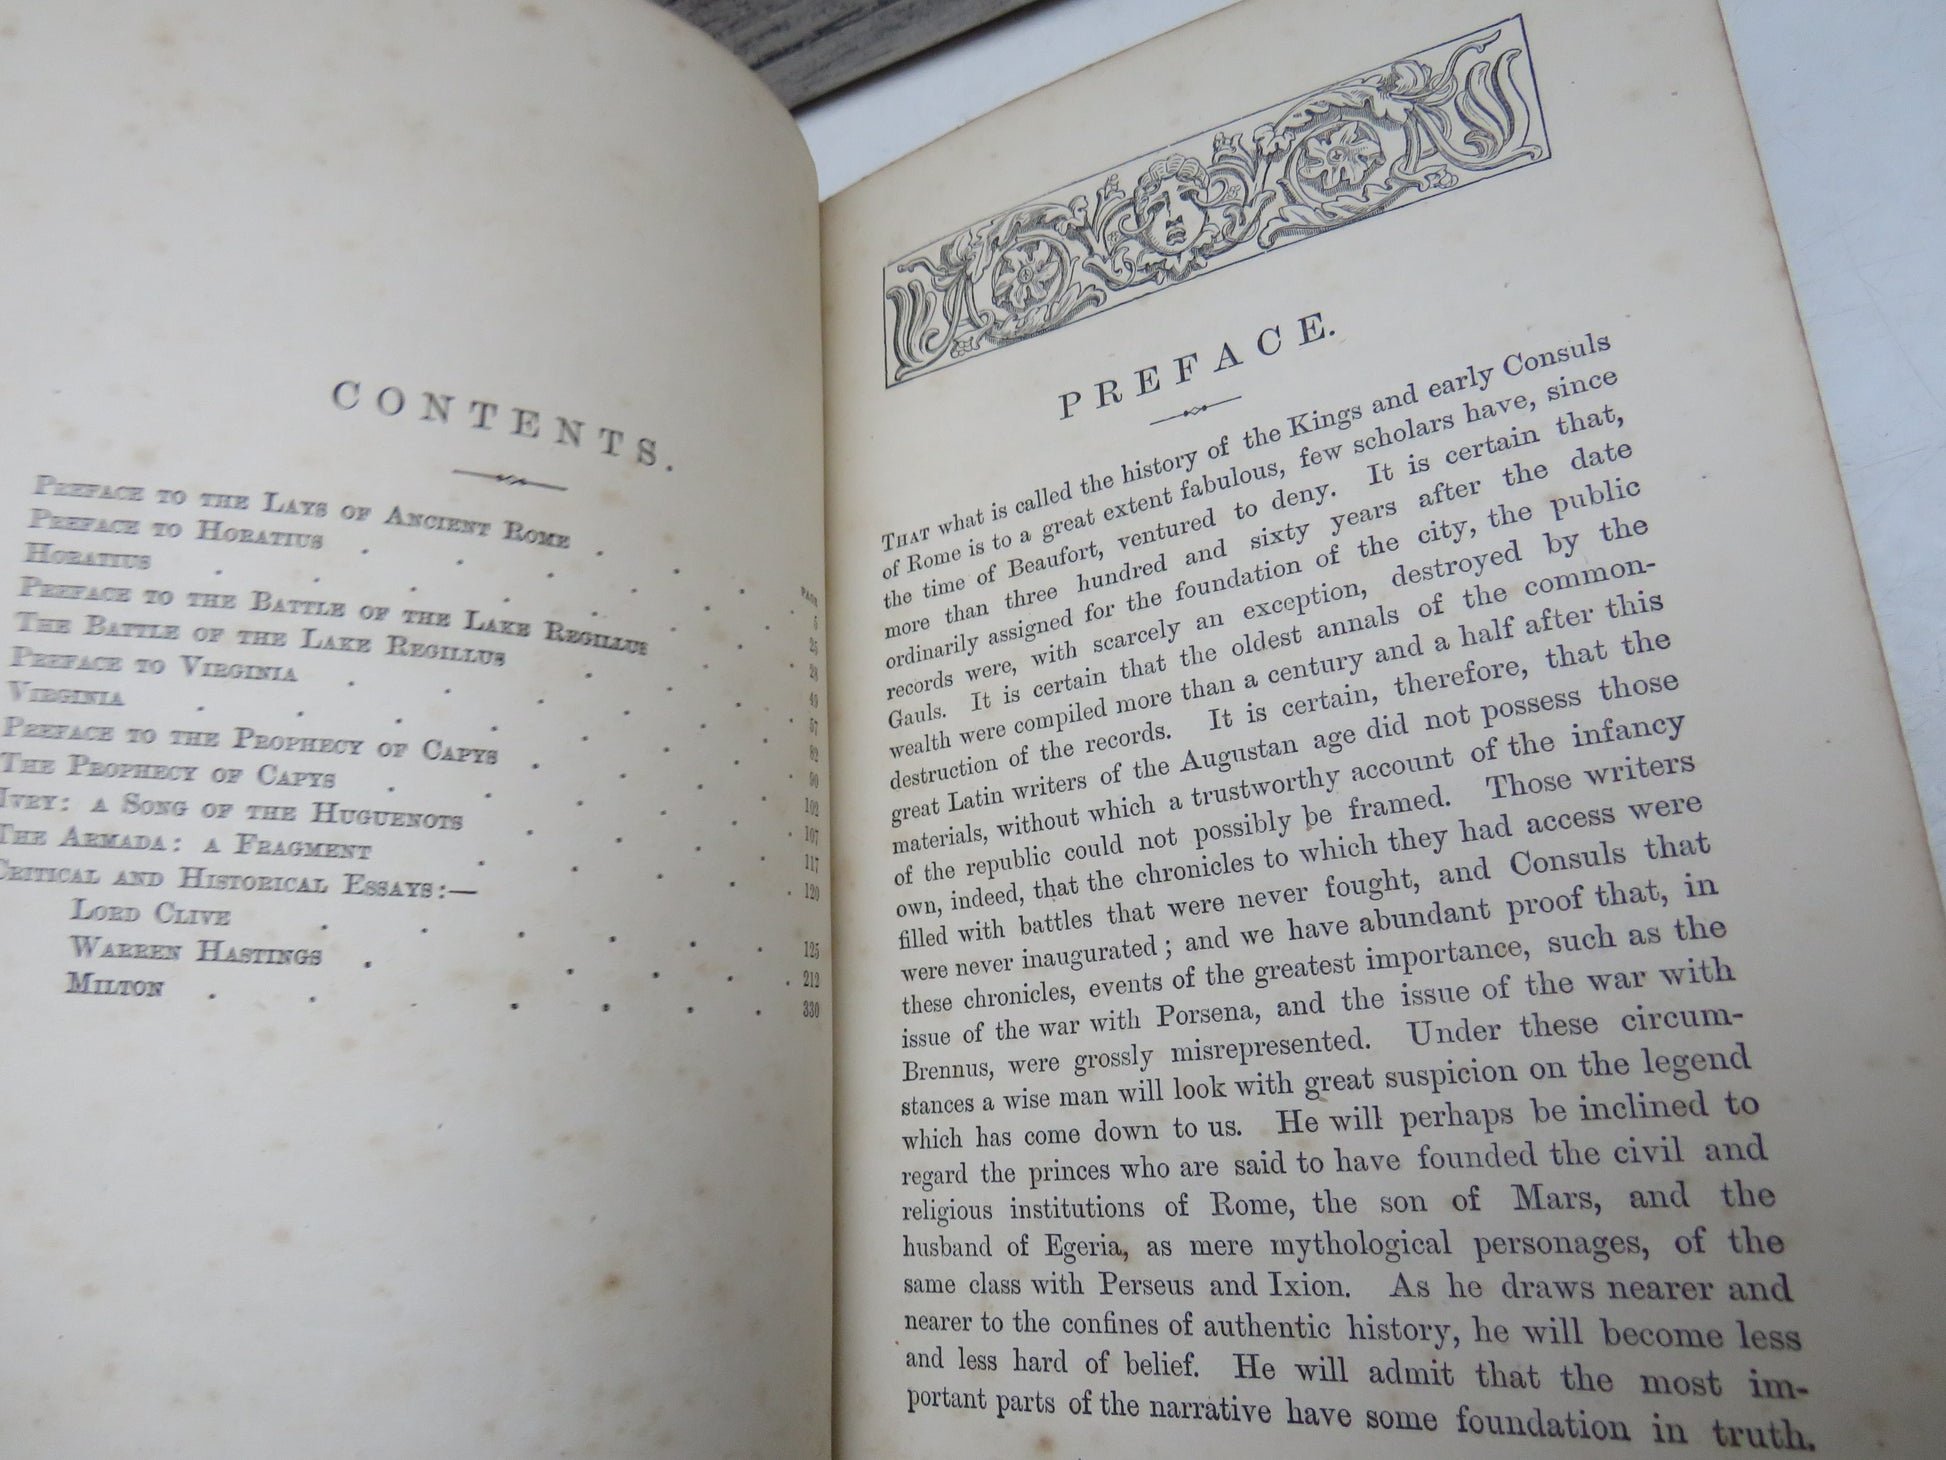 CONTENTS.
PAGE
PREFACE TO THE LAYS OF ANCIENT ROME . 5
PREFACE TO HORATIUS . . . . . 25
HORATIUS . . . . . . 28
PREFACE TO THE BATTLE OF THE LAKE REGILLUS . . 49
THE BATTLE OF THE LAKE REGILLUS . . . 57
PREFACE TO VIRGINIA . . . . . 82
VIRGINIA . . . . . . 90
PREFACE TO THE PROPHECY OF CAPYS . . . . 102
THE PROPHECY OF CAPYS . . . . . 107
IVRY: A SONG OF THE HUGUENOTS . . . . 117
THE ARMADA: A FRAGMENT . . . . . 120
CRITICAL AND HISTORICAL ESSAYS:—
LORD CLIVE . . . . . . 125
WARREN HASTINGS . . . . . 212
MILTON . . . . . . 330
PREFACE.
THAT what is called the history of the Kings and early Consuls
of Rome is to a great extent fabulous, few scholars have, since
the time of Beaufort, ventured to deny. It is certain that,
more than three hundred and sixty years after the date
ordinarily assigned for the foundation of the city, the public
records were, with scarcely an exception, destroyed by the
Gauls. It is certain that the oldest annals of the common-
wealth were compiled more than a century and a half after this
destruction of the records. It is certain, therefore, that the
great Latin writers of the Augustan age did not possess those
materials, without which a trustworthy account of the infancy
of the republic could not possibly be framed. Those writers
own, indeed, that the chronicles to which they had access were
filled with battles that were never fought, and Consuls that
were never inaugurated; and we have abundant proof that, in
these chronicles, events of the greatest importance, such as the
issue of the war with Porsena, and the issue of the war with
Brennus, were grossly misrepresented. Under these circum-
stances a wise man will look with great suspicion on the legend
which has come down to us. He will perhaps be inclined to
regard the princes who are said to have founded the civil and
religious institutions of Rome, the son of Mars, and the
husband of Egeria, as mere mythological personages, of the
same class with Perseus and Ixion. As he draws nearer and
nearer to the confines of authentic history, he will become less
and less hard of belief. He will admit that the most im-
portant parts of the narrative have some foundation in truth.